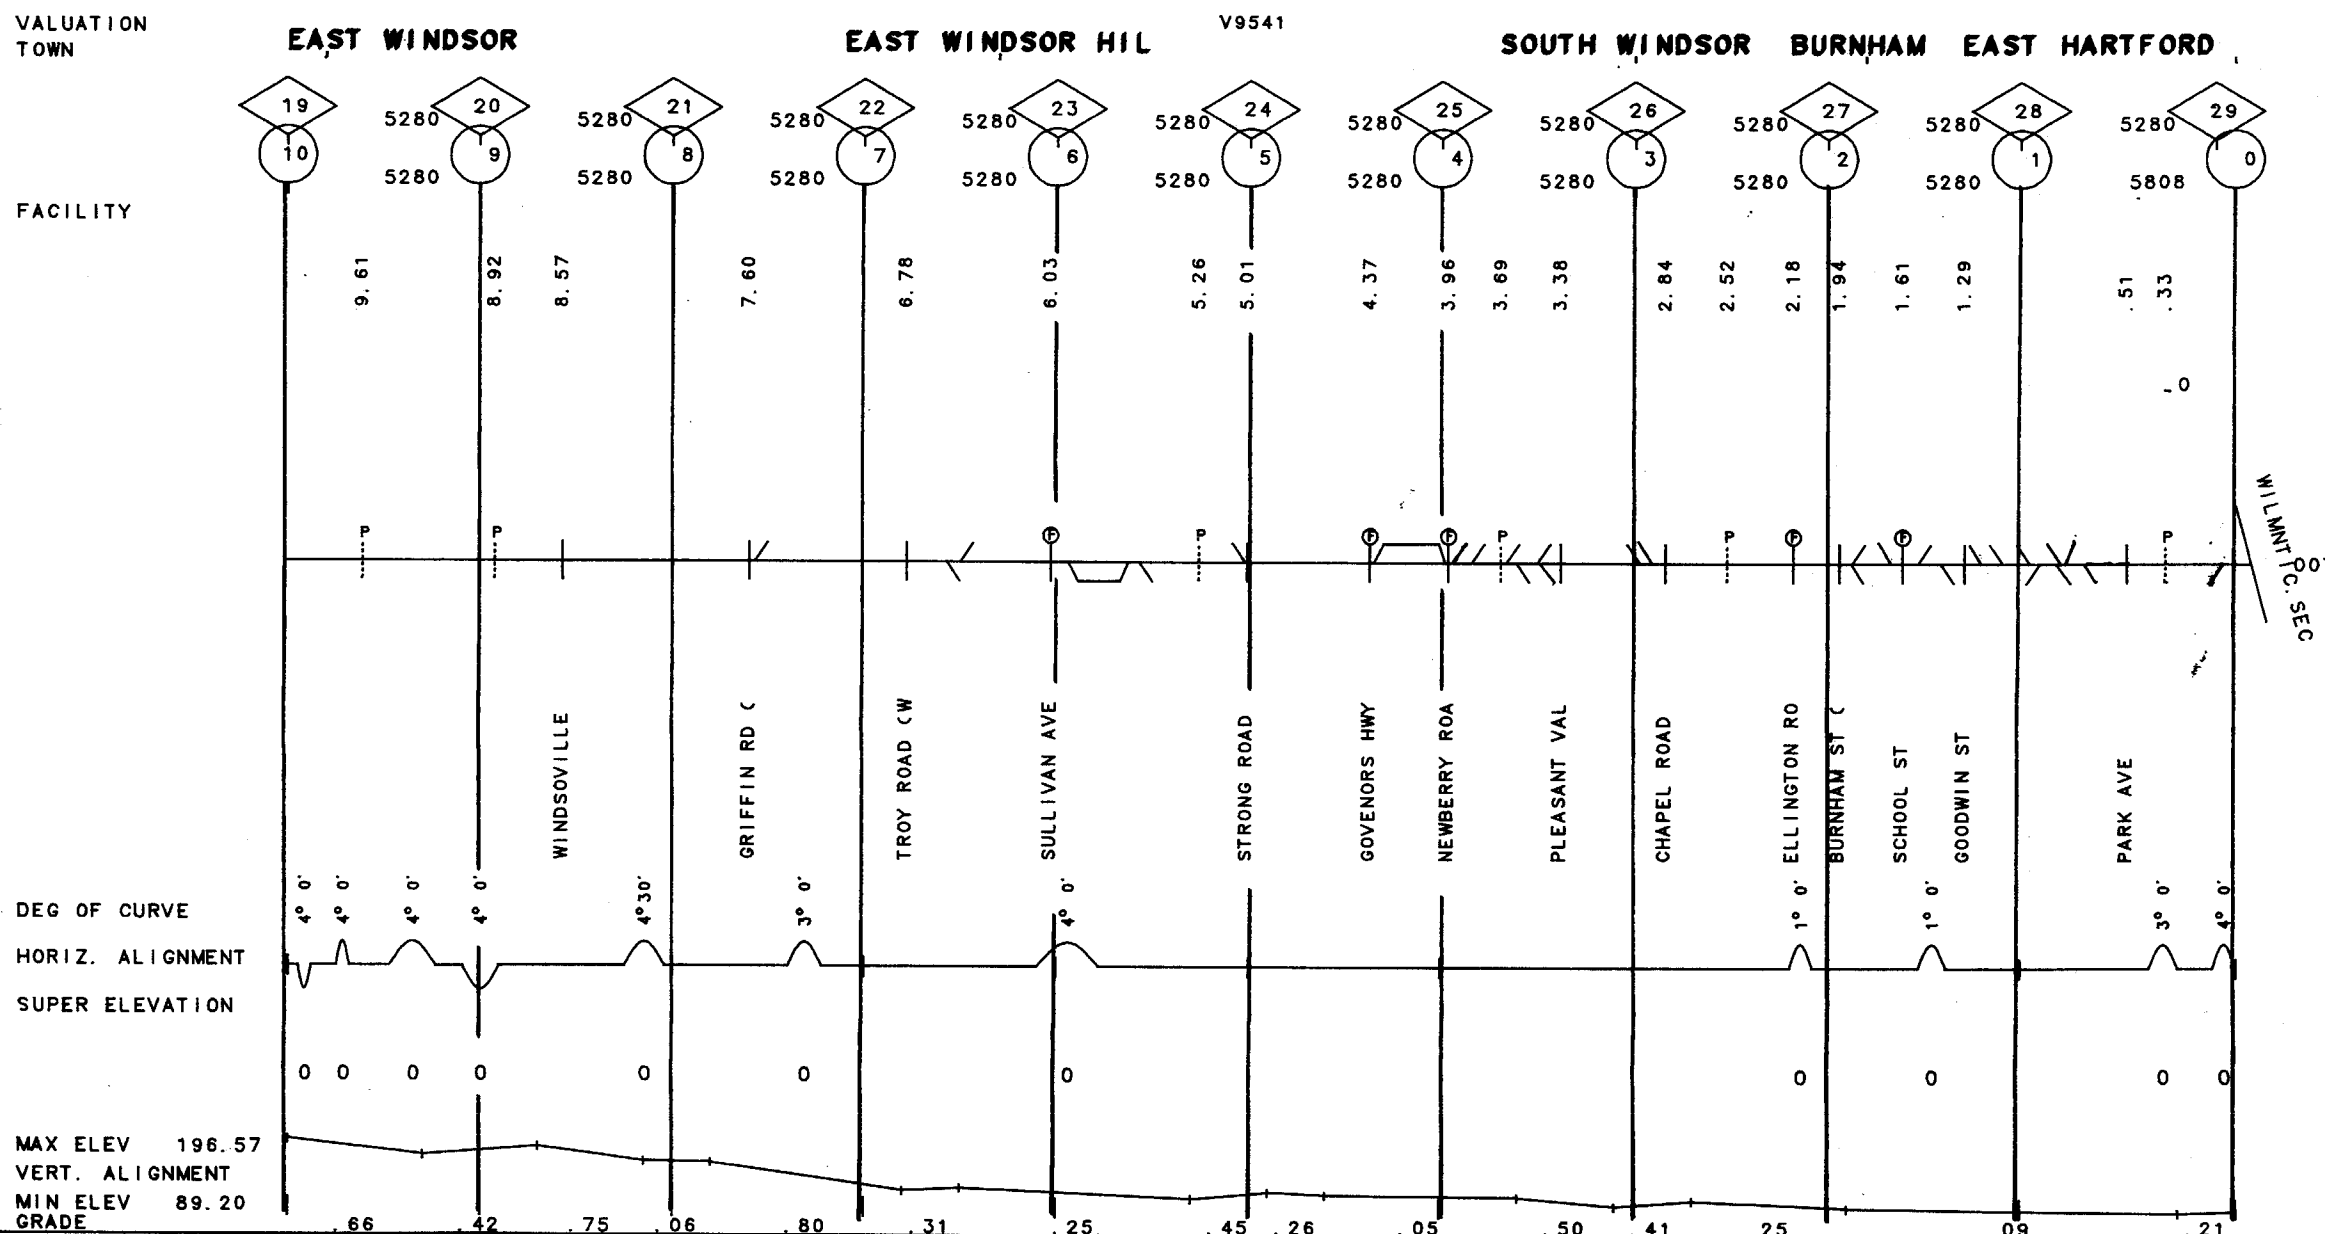 VALUATION
TOWN
V9541
EAST WINDSOR EAST WINDSOR HIL SOUTH WINDSOR BURNHAM EAST HARTFORD
19 20 21 22 23 24 25 26 27 28 29
5280 5280 5280 5280 5280 5280 5280 5280 5280 5280
10 9 8 7 6 5 4 3 2 1 0
5280 5280 5280 5280 5280 5280 5280 5280 5280 5808
FACILITY
9.61 8.92 8.57 7.60 6.78 6.03 5.26 5.01 4.37 3.96 3.69 3.38 2.84 2.52 2.18 1.94 1.61 1.29 .51 .33
0
P P F P F F P P F F P
WILMNTC. SEC
00
WINDSOVILLE
GRIFFIN RD (
TROY ROAD (W
SULLIVAN AVE
STRONG ROAD
GOVENORS HWY
NEWBERRY ROA
PLEASANT VAL
CHAPEL ROAD
ELLINGTON RO
BURNHAM ST (
SCHOOL ST
GOODWIN ST
PARK AVE
DEG OF CURVE 4° 0' 4° 0' 4° 0' 4° 0' 4°30' 3° 0' 4° 0' 1° 0' 1° 0' 3° 0' 4° 0'
HORIZ. ALIGNMENT
SUPER ELEVATION
0 0 0 0 0 0 0 0 0 0 0
MAX ELEV 196.57
VERT. ALIGNMENT
MIN ELEV 89.20
GRADE .66 .42 .75 .06 .80 .31 .25 .45 .26 .05 .50 .41 .25 .09 .21